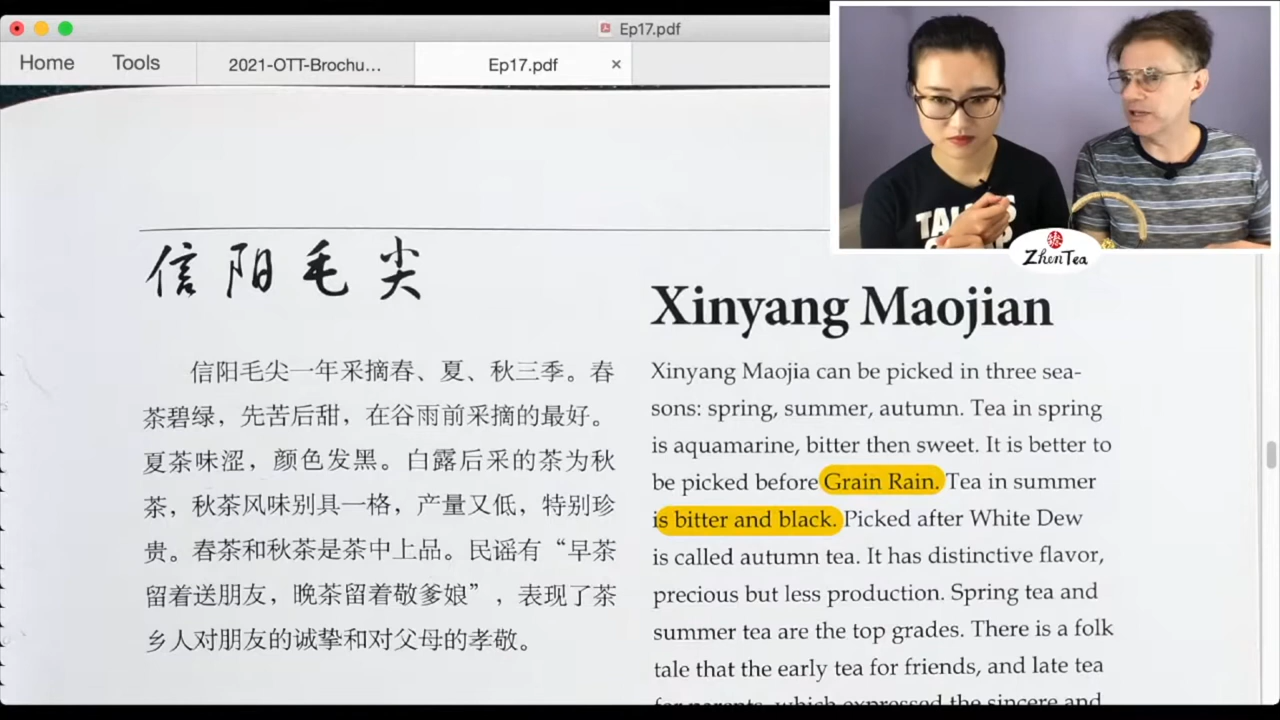 Ep17.pdf
Home
Tools
2021-OTT-Brochu...
Ep17.pdf
×
Zhen Tea
信阳毛尖
信阳毛尖一年采摘春、夏、秋三季。春
茶碧绿，先苦后甜，在谷雨前采摘的最好。
夏茶味涩，颜色发黑。白露后采的茶为秋
茶，秋茶风味别具一格，产量又低，特别珍
贵。春茶和秋茶是茶中上品。民谣有“早茶
留着送朋友，晚茶留着敬爹娘”，表现了茶
乡人对朋友的诚挚和对父母的孝敬。
Xinyang Maojian
Xinyang Maojia can be picked in three sea-
sons: spring, summer, autumn. Tea in spring
is aquamarine, bitter then sweet. It is better to
be picked before Grain Rain. Tea in summer
is bitter and black. Picked after White Dew
is called autumn tea. It has distinctive flavor,
precious but less production. Spring tea and
summer tea are the top grades. There is a folk
tale that the early tea for friends, and late tea
for parents, which expressed the sincere and